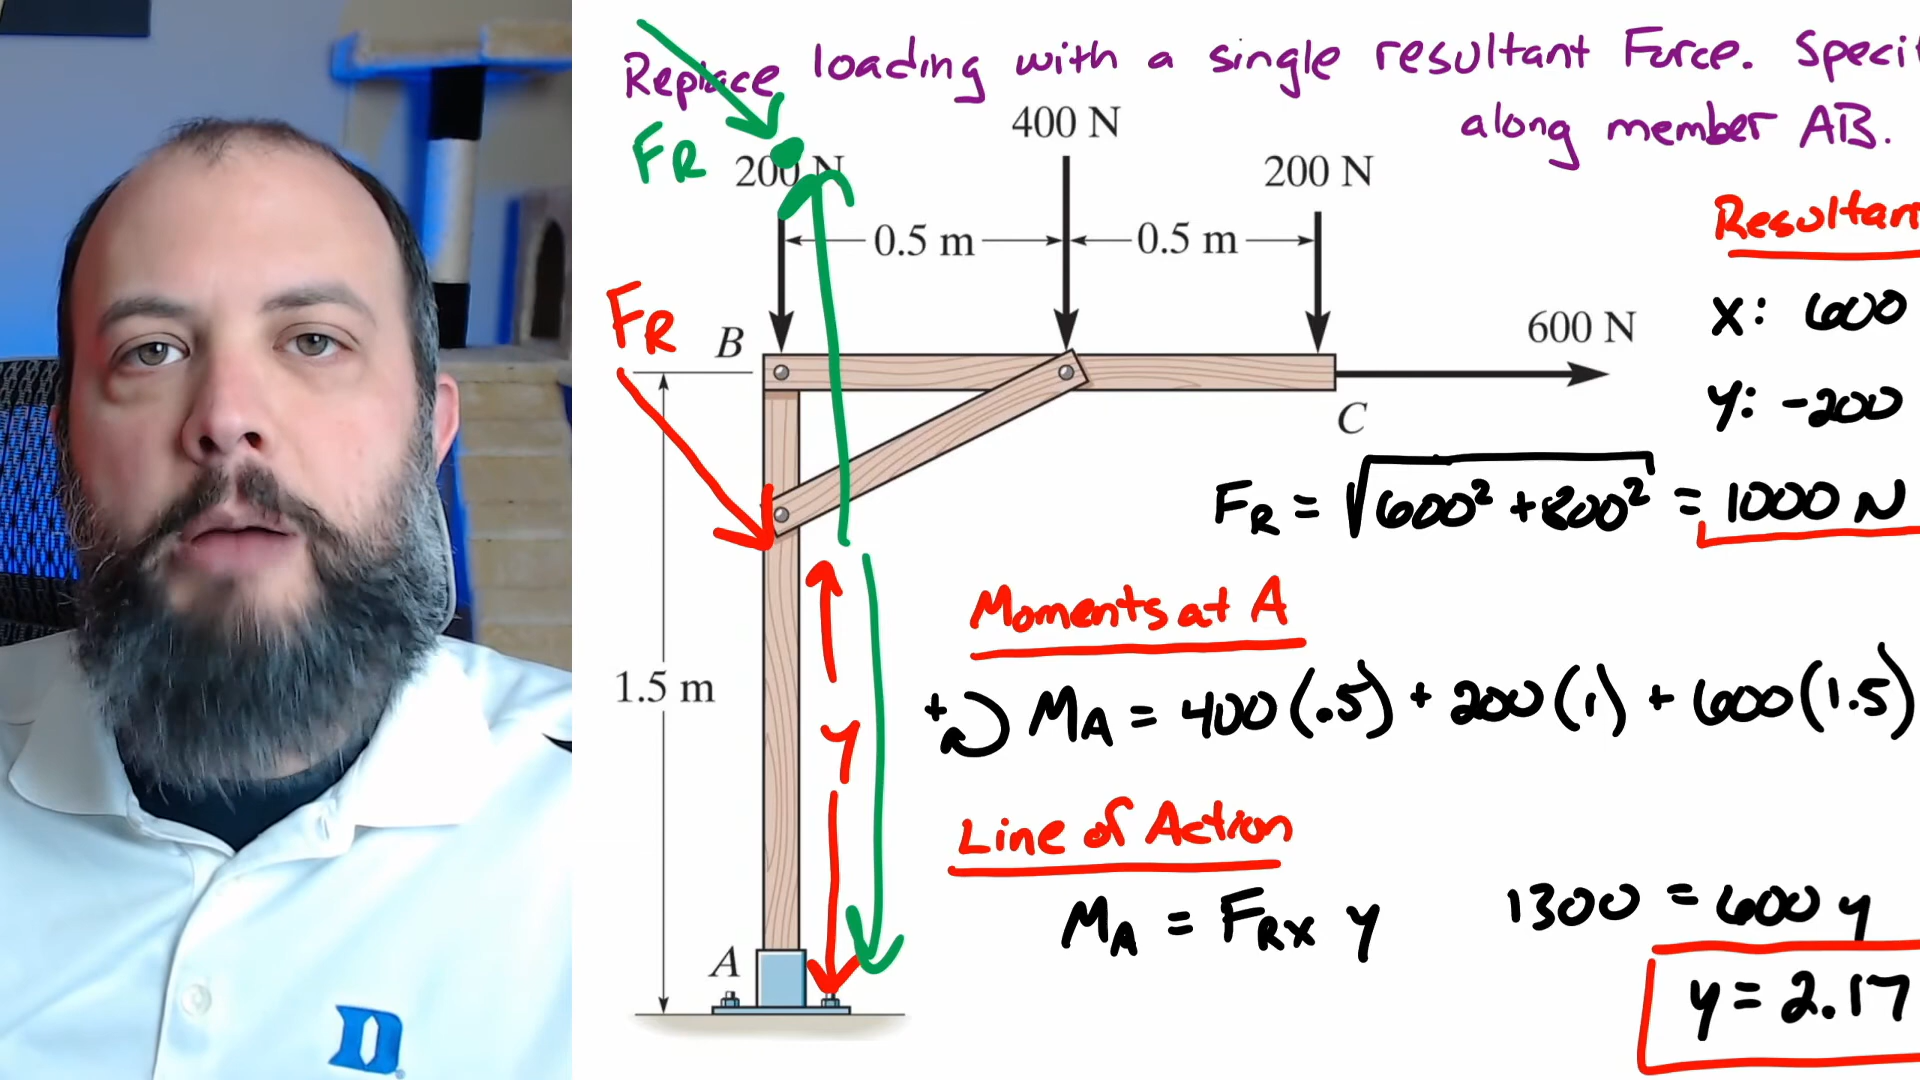 Replace loading with a single resultant Force. Specif
along member AB.
FR
200 N
400 N
200 N
0.5 m
0.5 m
FR
B
600 N
C
Resultan
X: 600
Y: -200
FR = √600² + 800² = 1000 N
1.5 m
y
Moments at A
+ MA = 400(.5) + 200(1) + 600(1.5)
Line of Action
MA = FRx y
1300 = 600 y
y = 2.17
A
D